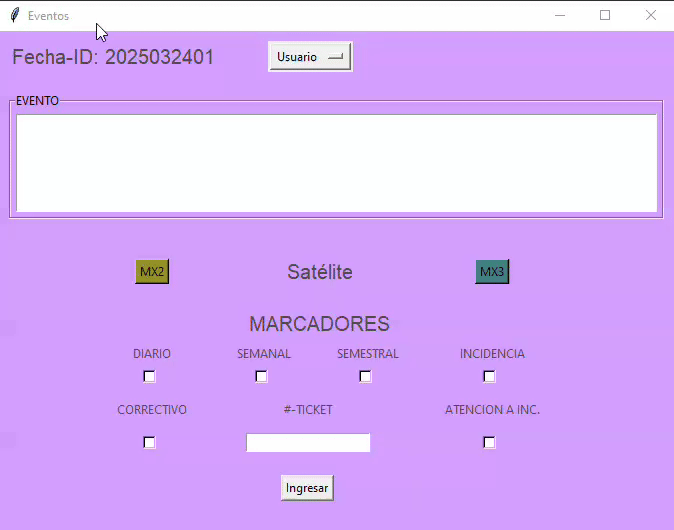 Eventos
Fecha-ID: 2025032401 Usuario
EVENTO
MX2 Satélite MX3
MARCADORES
DIARIO SEMANAL SEMESTRAL INCIDENCIA
CORRECTIVO #-TICKET ATENCION A INC.
Ingresar